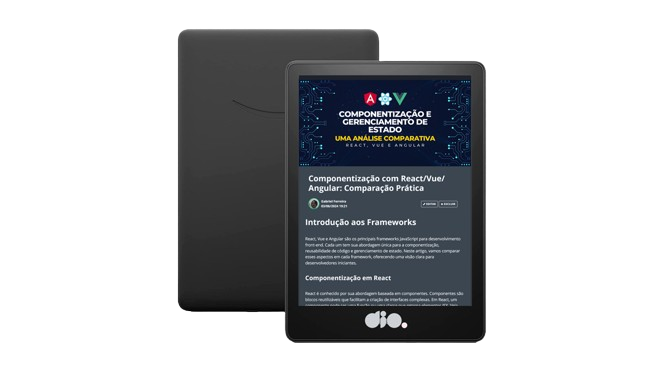 A
V
COMPONENTIZAÇÃO E
GERENCIAMENTO DE
ESTADO
UMA ANÁLISE COMPARATIVA
REACT, VUE E ANGULAR
Componentização com React/Vue/
Angular: Comparação Prática
Gabriel Ferreira
EDITAR
EXCLUIR
Introdução aos Frameworks
React, Vue e Angular são os principais frameworks JavaScript para desenvolvimento
front-end. Cada um tem sua abordagem única para a componentização,
reusabilidade de código e gerenciamento de estado. Neste artigo, vamos comparar
esses aspectos em cada framework, oferecendo uma visão clara para
desenvolvedores iniciantes.
Componentização em React
React é conhecido por sua abordagem baseada em componentes. Componentes são
blocos reutilizáveis que facilitam a criação de interfaces complexas. Em React, um
dio.